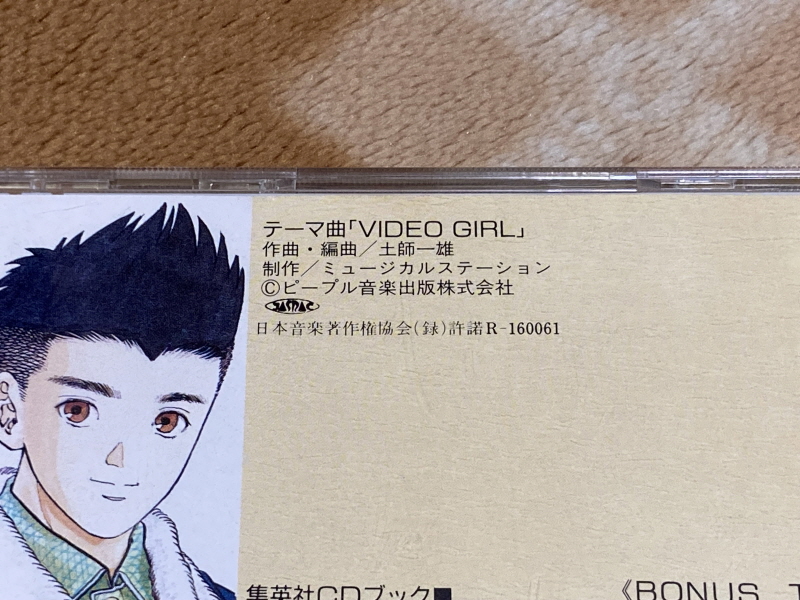 テーマ曲「VIDEO GIRL」
作曲・編曲／土師一雄
制作／ミュージカルステーション
Ⓒピープル音楽出版株式会社
JASRAC
日本音楽著作権協会(録)許諾R-160061
集英社CDブック■
《BONUS T